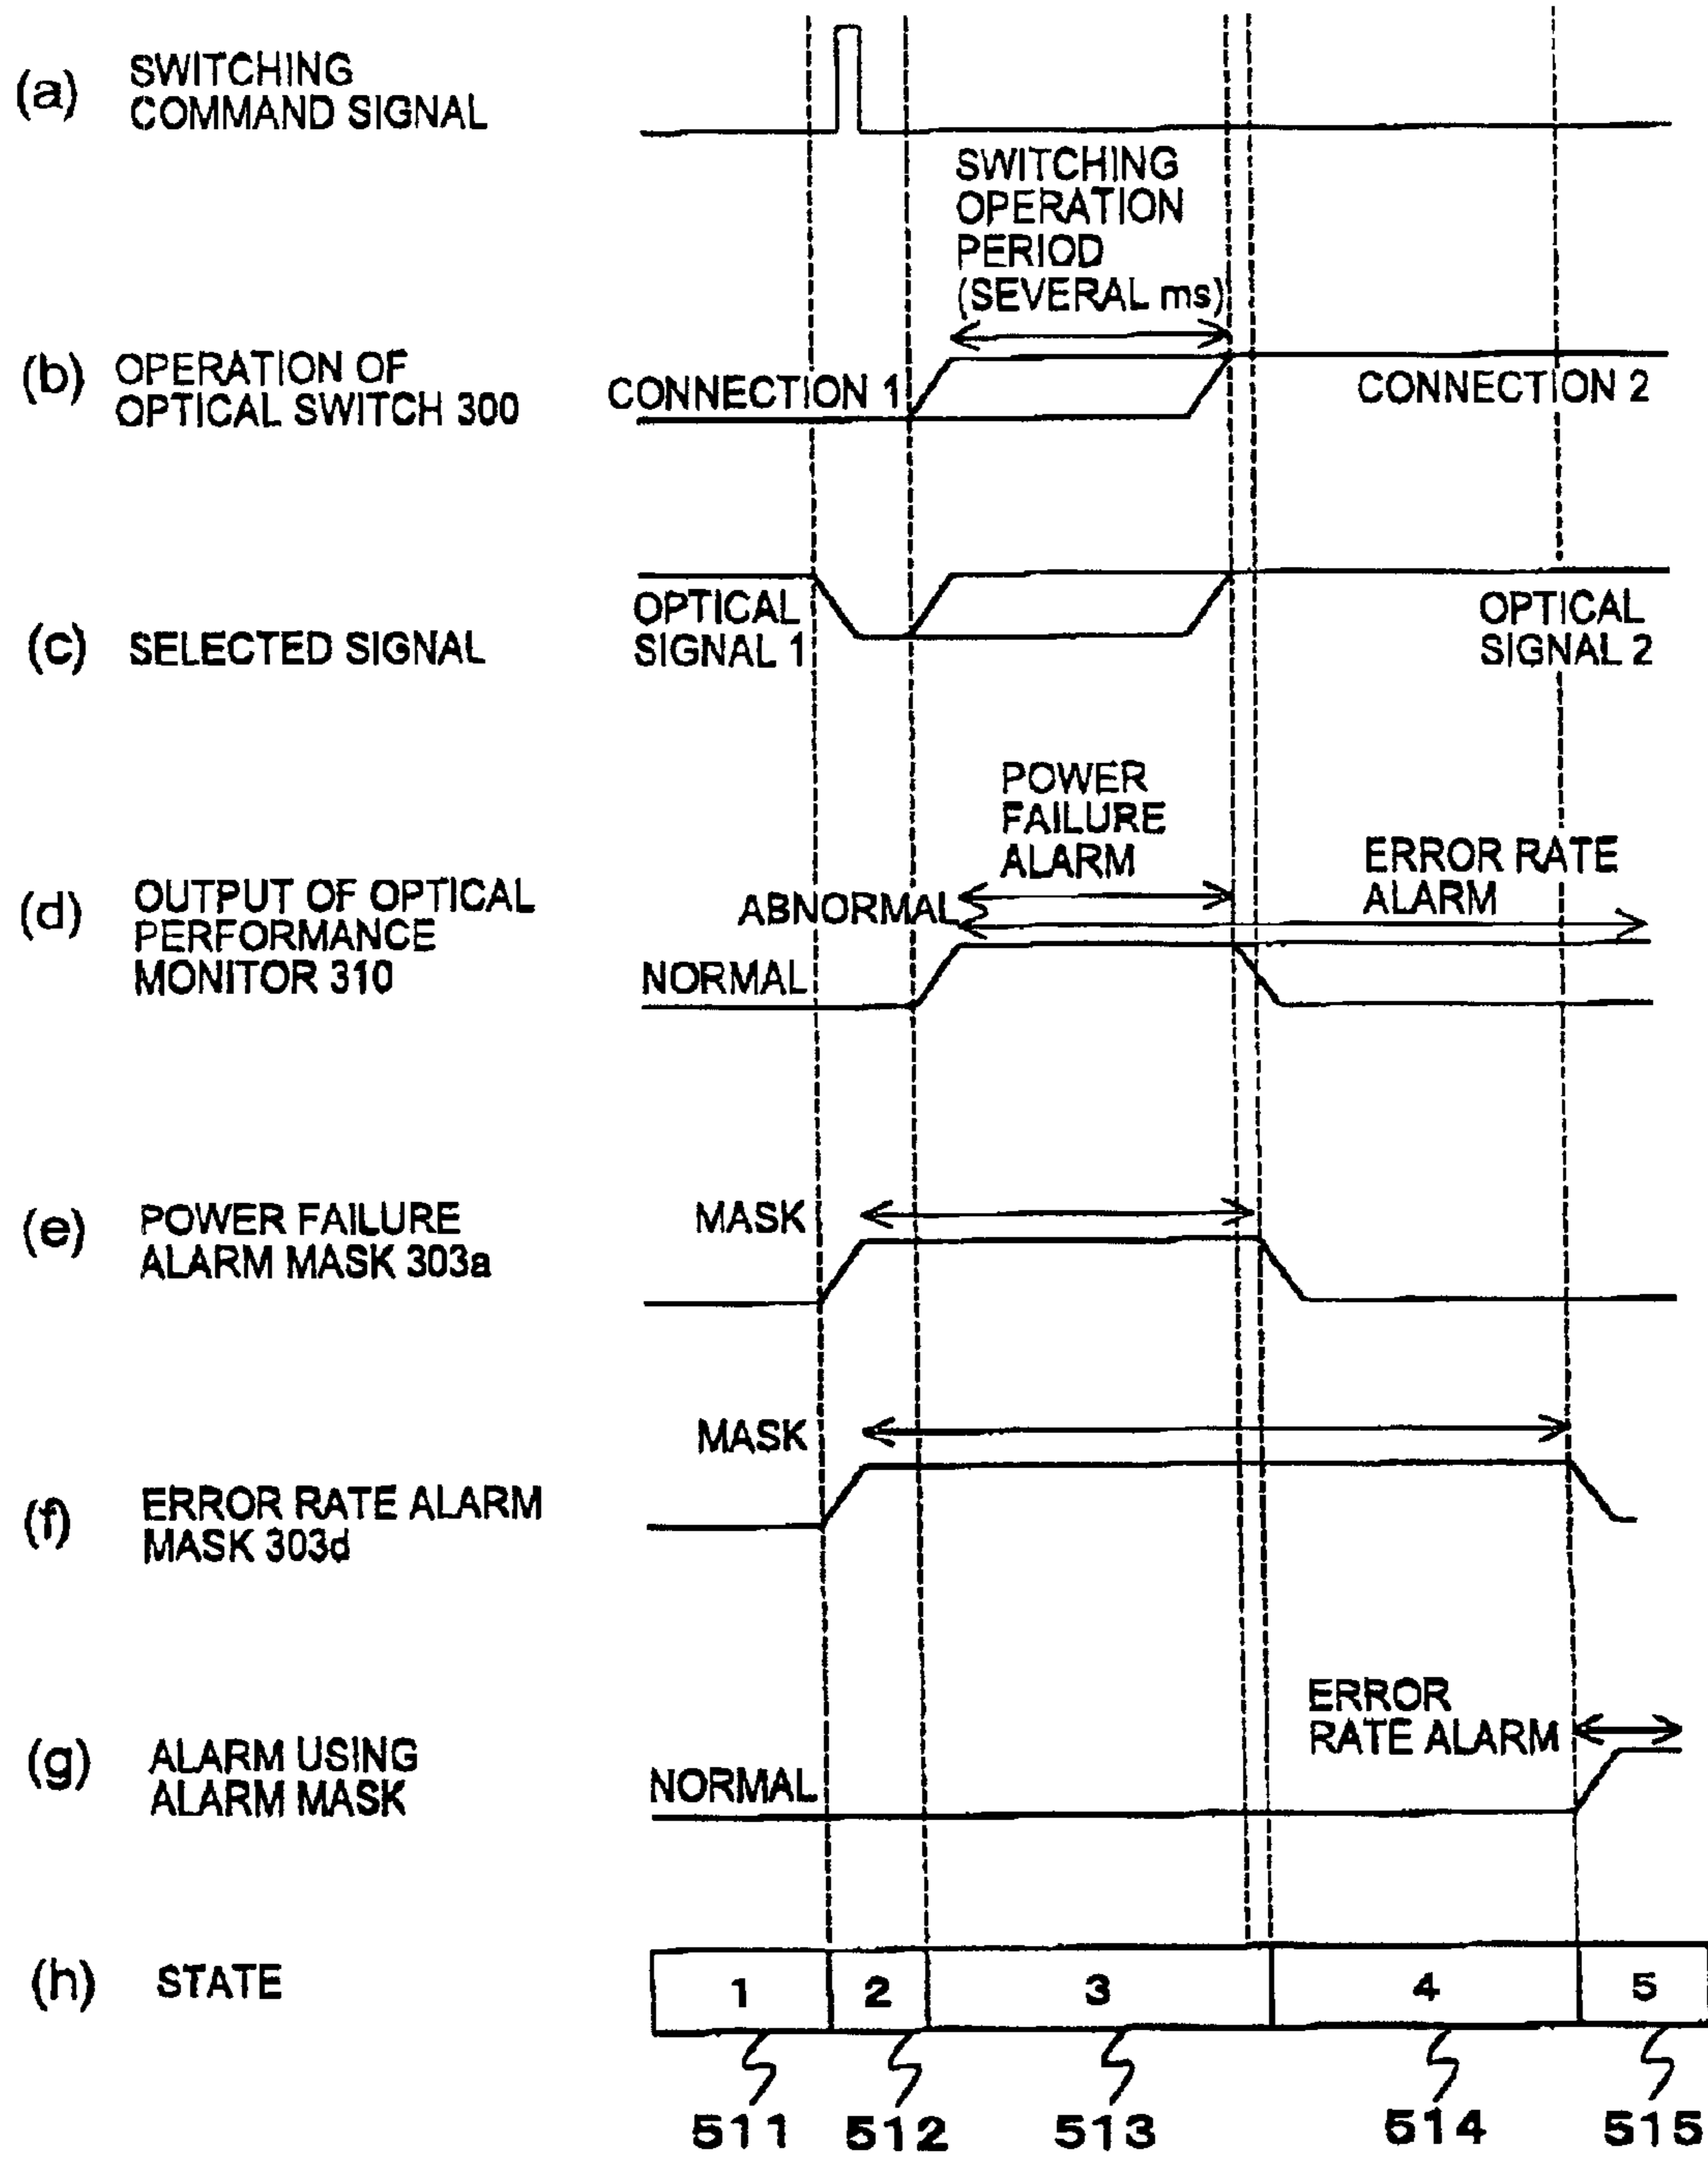 (a) SWITCHING
COMMAND SIGNAL
SWITCHING
OPERATION
PERIOD
(SEVERAL ms)
(b) OPERATION OF
OPTICAL SWITCH 300
CONNECTION 1
CONNECTION 2
(c) SELECTED SIGNAL
OPTICAL
SIGNAL 1
OPTICAL
SIGNAL 2
(d) OUTPUT OF OPTICAL
PERFORMANCE
MONITOR 310
POWER
FAILURE
ALARM
ERROR RATE
ALARM
ABNORMAL
NORMAL
(e) POWER FAILURE
ALARM MASK 303a
MASK
(f) ERROR RATE ALARM
MASK 303d
MASK
(g) ALARM USING
ALARM MASK
NORMAL
ERROR
RATE ALARM
(h) STATE
1 2 3 4 5
511 512 513 514 515